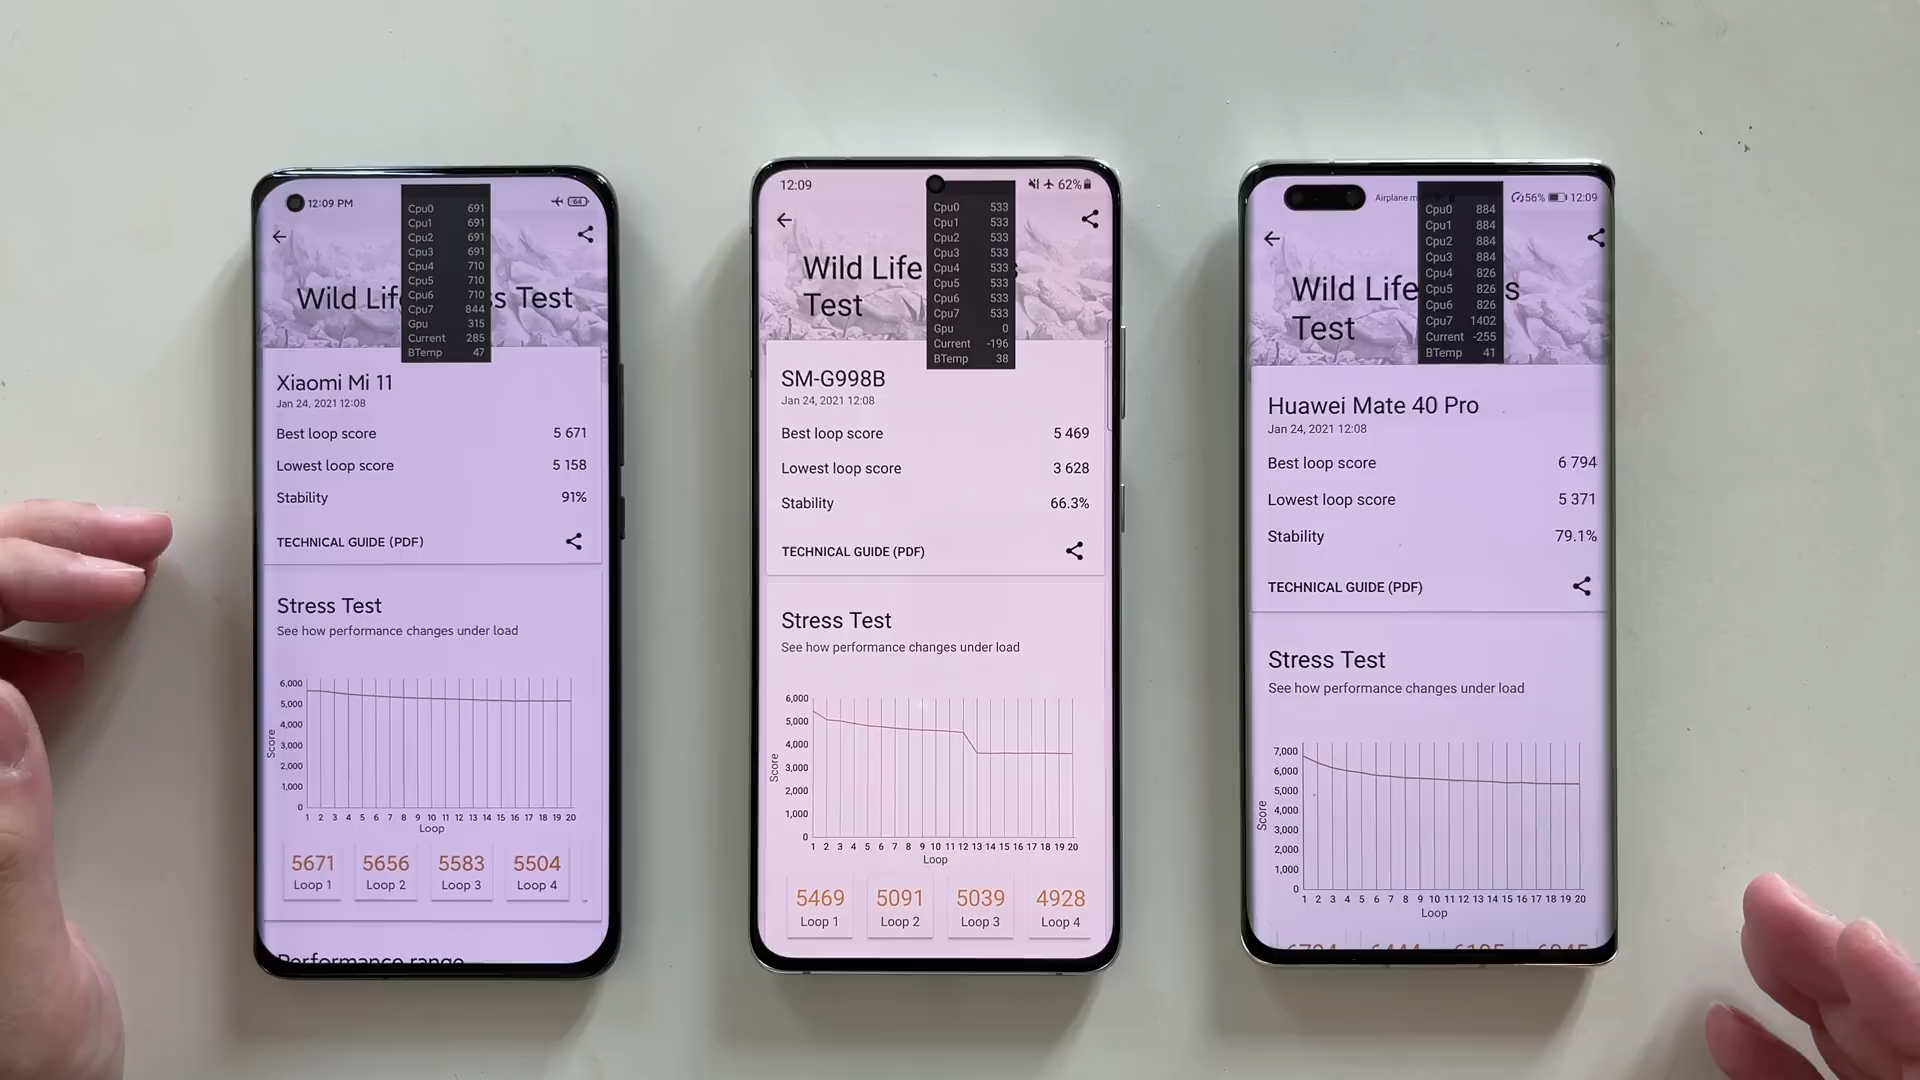 12:09 PM
64
Cpu0 691
Cpu1 691
Cpu2 691
Cpu3 691
Cpu4 710
Cpu5 710
Cpu6 710
Cpu7 844
Gpu 315
Current 285
BTemp 47
Wild Lif s Test
Xiaomi Mi 11
Jan 24, 2021 12:08
Best loop score 5 671
Lowest loop score 5 158
Stability 91%
TECHNICAL GUIDE (PDF)
Stress Test
See how performance changes under load
6,000
5,000
4,000
3,000
2,000
1,000
0
Score
1 2 3 4 5 6 7 8 9 10 11 12 13 14 15 16 17 18 19 20
Loop
5671 5656 5583 5504
Loop 1 Loop 2 Loop 3 Loop 4
Performance range
12:09
62%
Cpu0 533
Cpu1 533
Cpu2 533
Cpu3 533
Cpu4 533
Cpu5 533
Cpu6 533
Cpu7 533
Gpu 0
Current -196
BTemp 38
Wild Life s
Test
SM-G998B
Jan 24, 2021 12:08
Best loop score 5 469
Lowest loop score 3 628
Stability 66.3%
TECHNICAL GUIDE (PDF)
Stress Test
See how performance changes under load
6,000
5,000
4,000
3,000
2,000
1,000
0
Score
1 2 3 4 5 6 7 8 9 10 11 12 13 14 15 16 17 18 19 20
Loop
5469 5091 5039 4928
Loop 1 Loop 2 Loop 3 Loop 4
Airplane m
56% 12:09
Cpu0 884
Cpu1 884
Cpu2 884
Cpu3 884
Cpu4 826
Cpu5 826
Cpu6 826
Cpu7 1402
Current -255
BTemp 41
Wild Life s
Test
Huawei Mate 40 Pro
Jan 24, 2021 12:08
Best loop score 6 794
Lowest loop score 5 371
Stability 79.1%
TECHNICAL GUIDE (PDF)
Stress Test
See how performance changes under load
7,000
6,000
5,000
4,000
3,000
2,000
1,000
0
Score
1 2 3 4 5 6 7 8 9 10 11 12 13 14 15 16 17 18 19 20
Loop